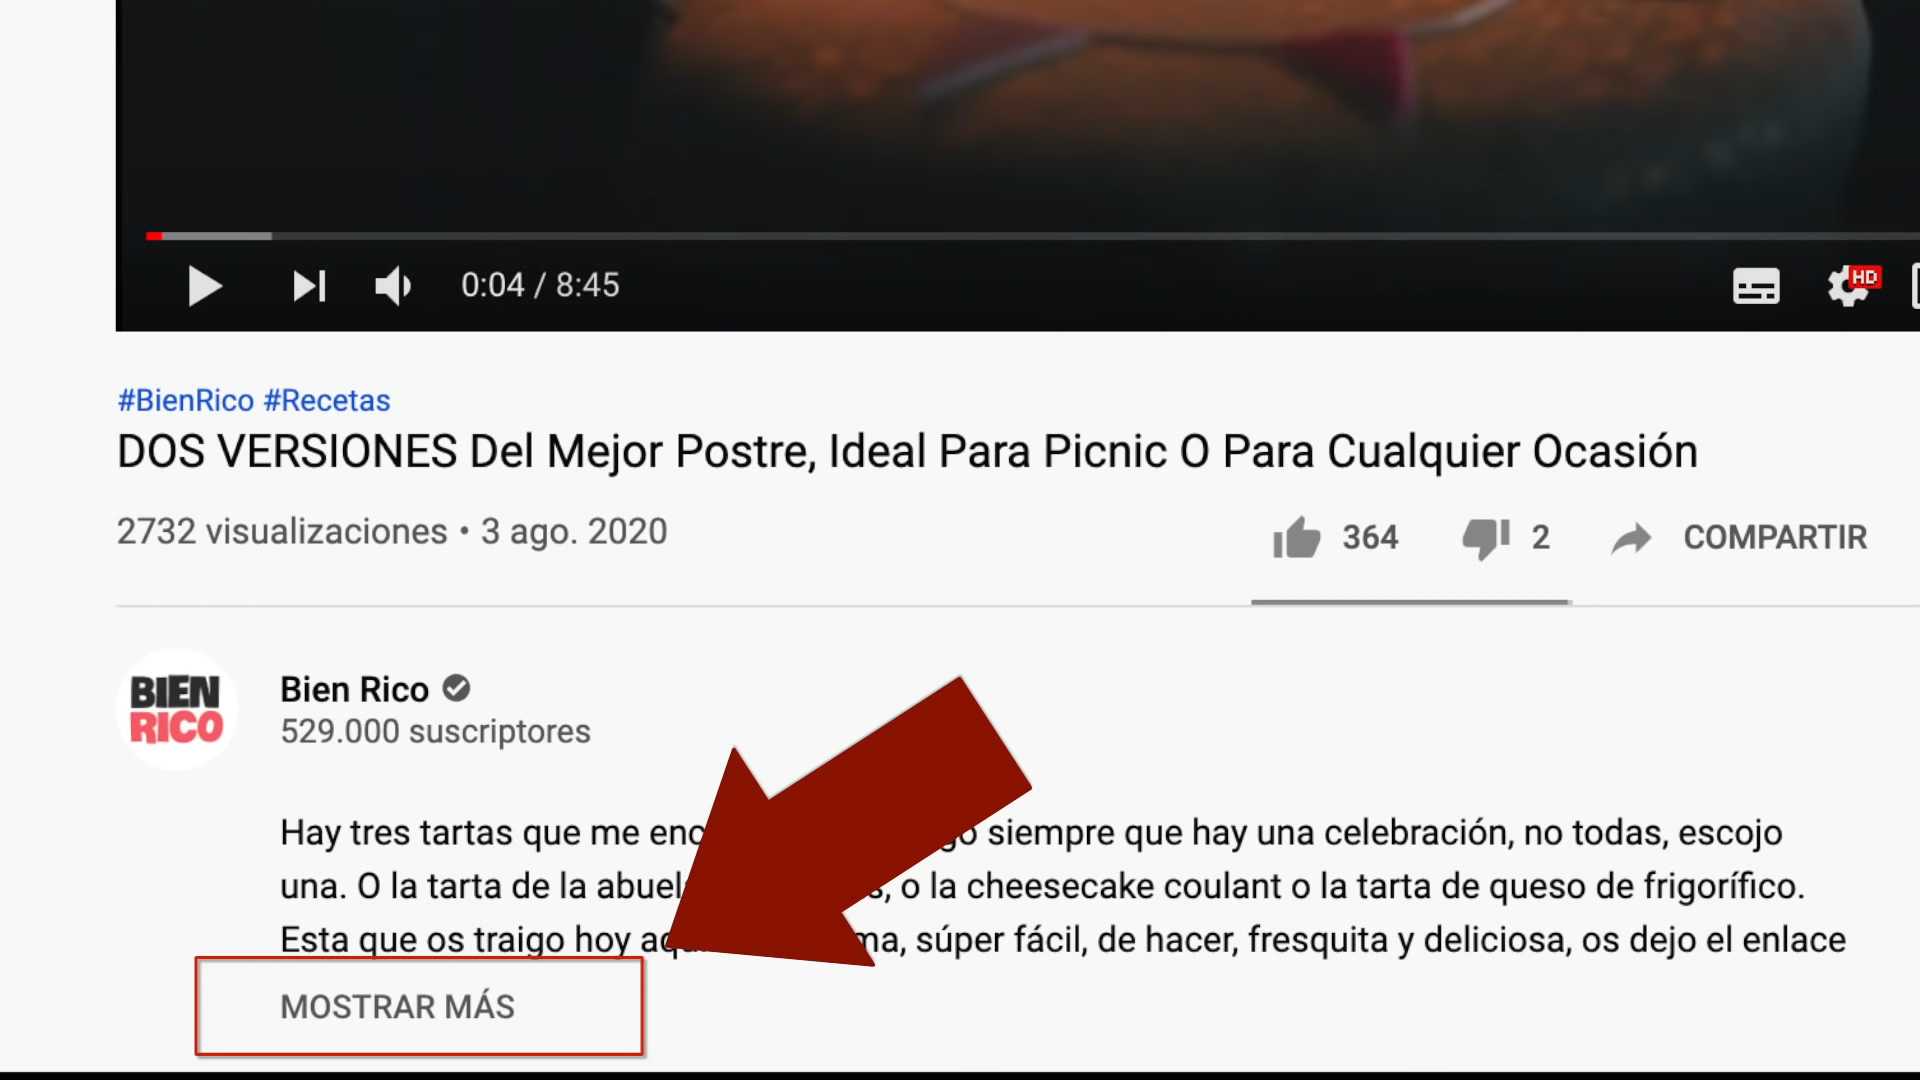 0:04 / 8:45
HD
#BienRico #Recetas
DOS VERSIONES Del Mejor Postre, Ideal Para Picnic O Para Cualquier Ocasión
2732 visualizaciones • 3 ago. 2020
364 2 COMPARTIR
BIEN
RICO
Bien Rico
529.000 suscriptores
Hay tres tartas que me siempre que hay una celebración, no todas, escojo
una. O la tarta de la o la cheesecake coulant o la tarta de queso de frigorífico.
Esta que os traigo hoy súper fácil, de hacer, fresquita y deliciosa, os dejo el enlace
MOSTRAR MÁS